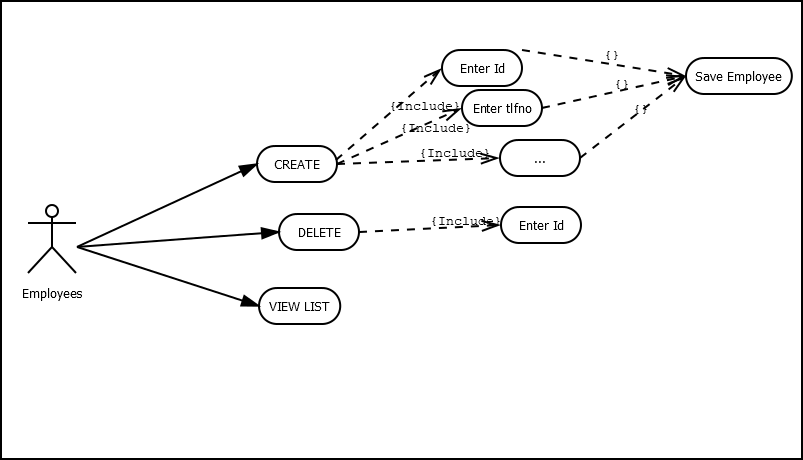 {}
Enter Id
Save Employee
{}
{Include}
Enter tlfno
{}
{Include}
{Include}
...
CREATE
{Include}
Enter Id
DELETE
Employees
VIEW LIST